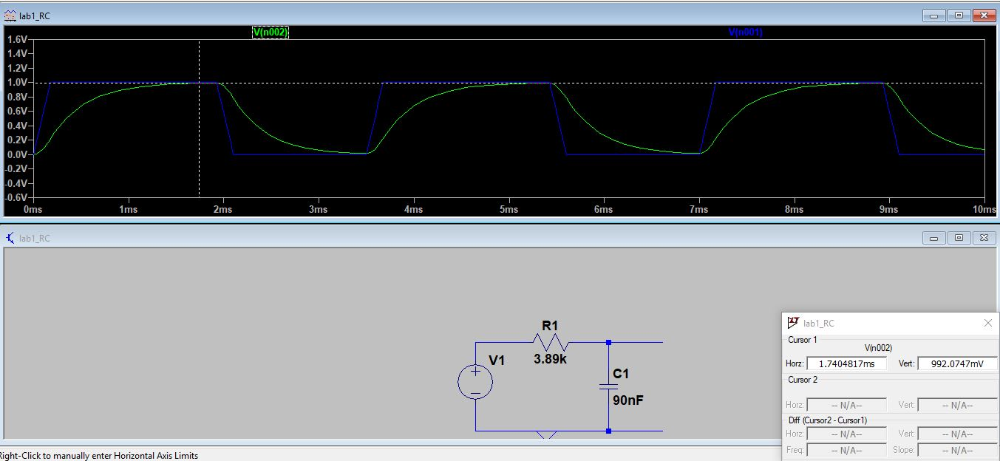 lab1_RC
V(n002) V(n001)
1.6V
1.4V
1.2V
1.0V
0.8V
0.6V
0.4V
0.2V
0.0V
-0.2V
-0.4V
-0.6V
0ms 1ms 2ms 3ms 4ms 5ms 6ms 7ms 8ms 9ms 10ms
lab1_RC
R1
3.89k
V1
C1
90nF
lab1_RC
Cursor 1
V(n002)
Horz: 1.7404817ms Vert: 992.0747mV
Cursor 2
Horz: -- N/A-- Vert: -- N/A--
Diff (Cursor2 - Cursor1)
Horz: -- N/A-- Vert: -- N/A--
Freq: -- N/A-- Slope: -- N/A--
Right-Click to manually enter Horizontal Axis Limits